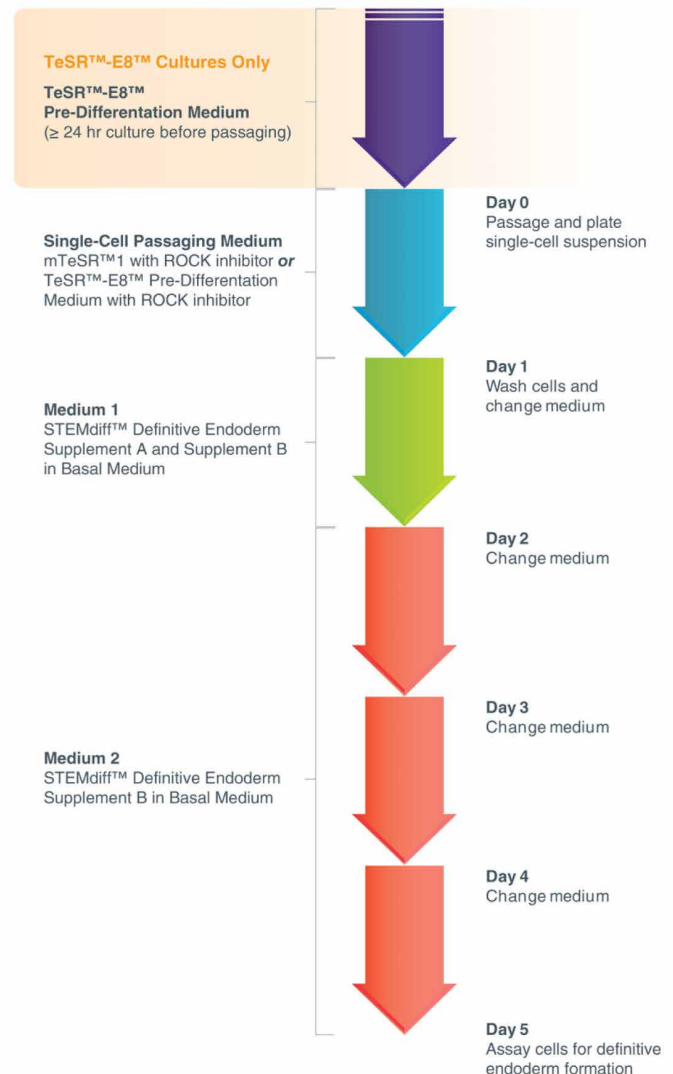 TeSR™-E8™ Cultures Only
TeSR™-E8™
Pre-Differentation Medium
(≥ 24 hr culture before passaging)
Day 0
Passage and plate
single-cell suspension
Single-Cell Passaging Medium
mTeSR™1 with ROCK inhibitor or
TeSR™-E8™ Pre-Differentation
Medium with ROCK inhibitor
Day 1
Wash cells and
change medium
Medium 1
STEMdiff™ Definitive Endoderm
Supplement A and Supplement B
in Basal Medium
Day 2
Change medium
Day 3
Change medium
Medium 2
STEMdiff™ Definitive Endoderm
Supplement B in Basal Medium
Day 4
Change medium
Day 5
Assay cells for definitive
endoderm formation